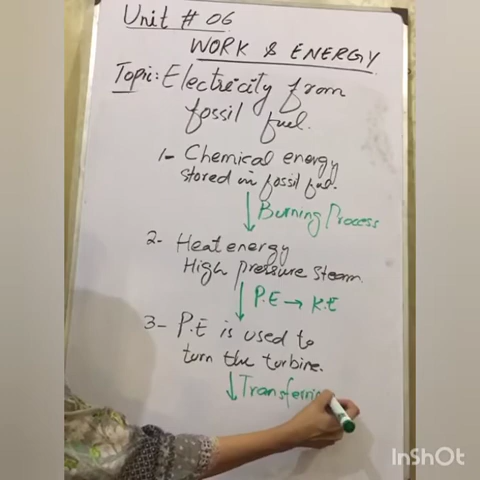 Unit # 06
WORK & ENERGY
Topic: Electricity from
fossil fuel.
1- Chemical energy
stored in fossil fuel.
Burning Process
2- Heat energy
High pressure steam.
P.E → K.E
3- P.E is used to
turn the turbine.
Transferrin
INSHOT